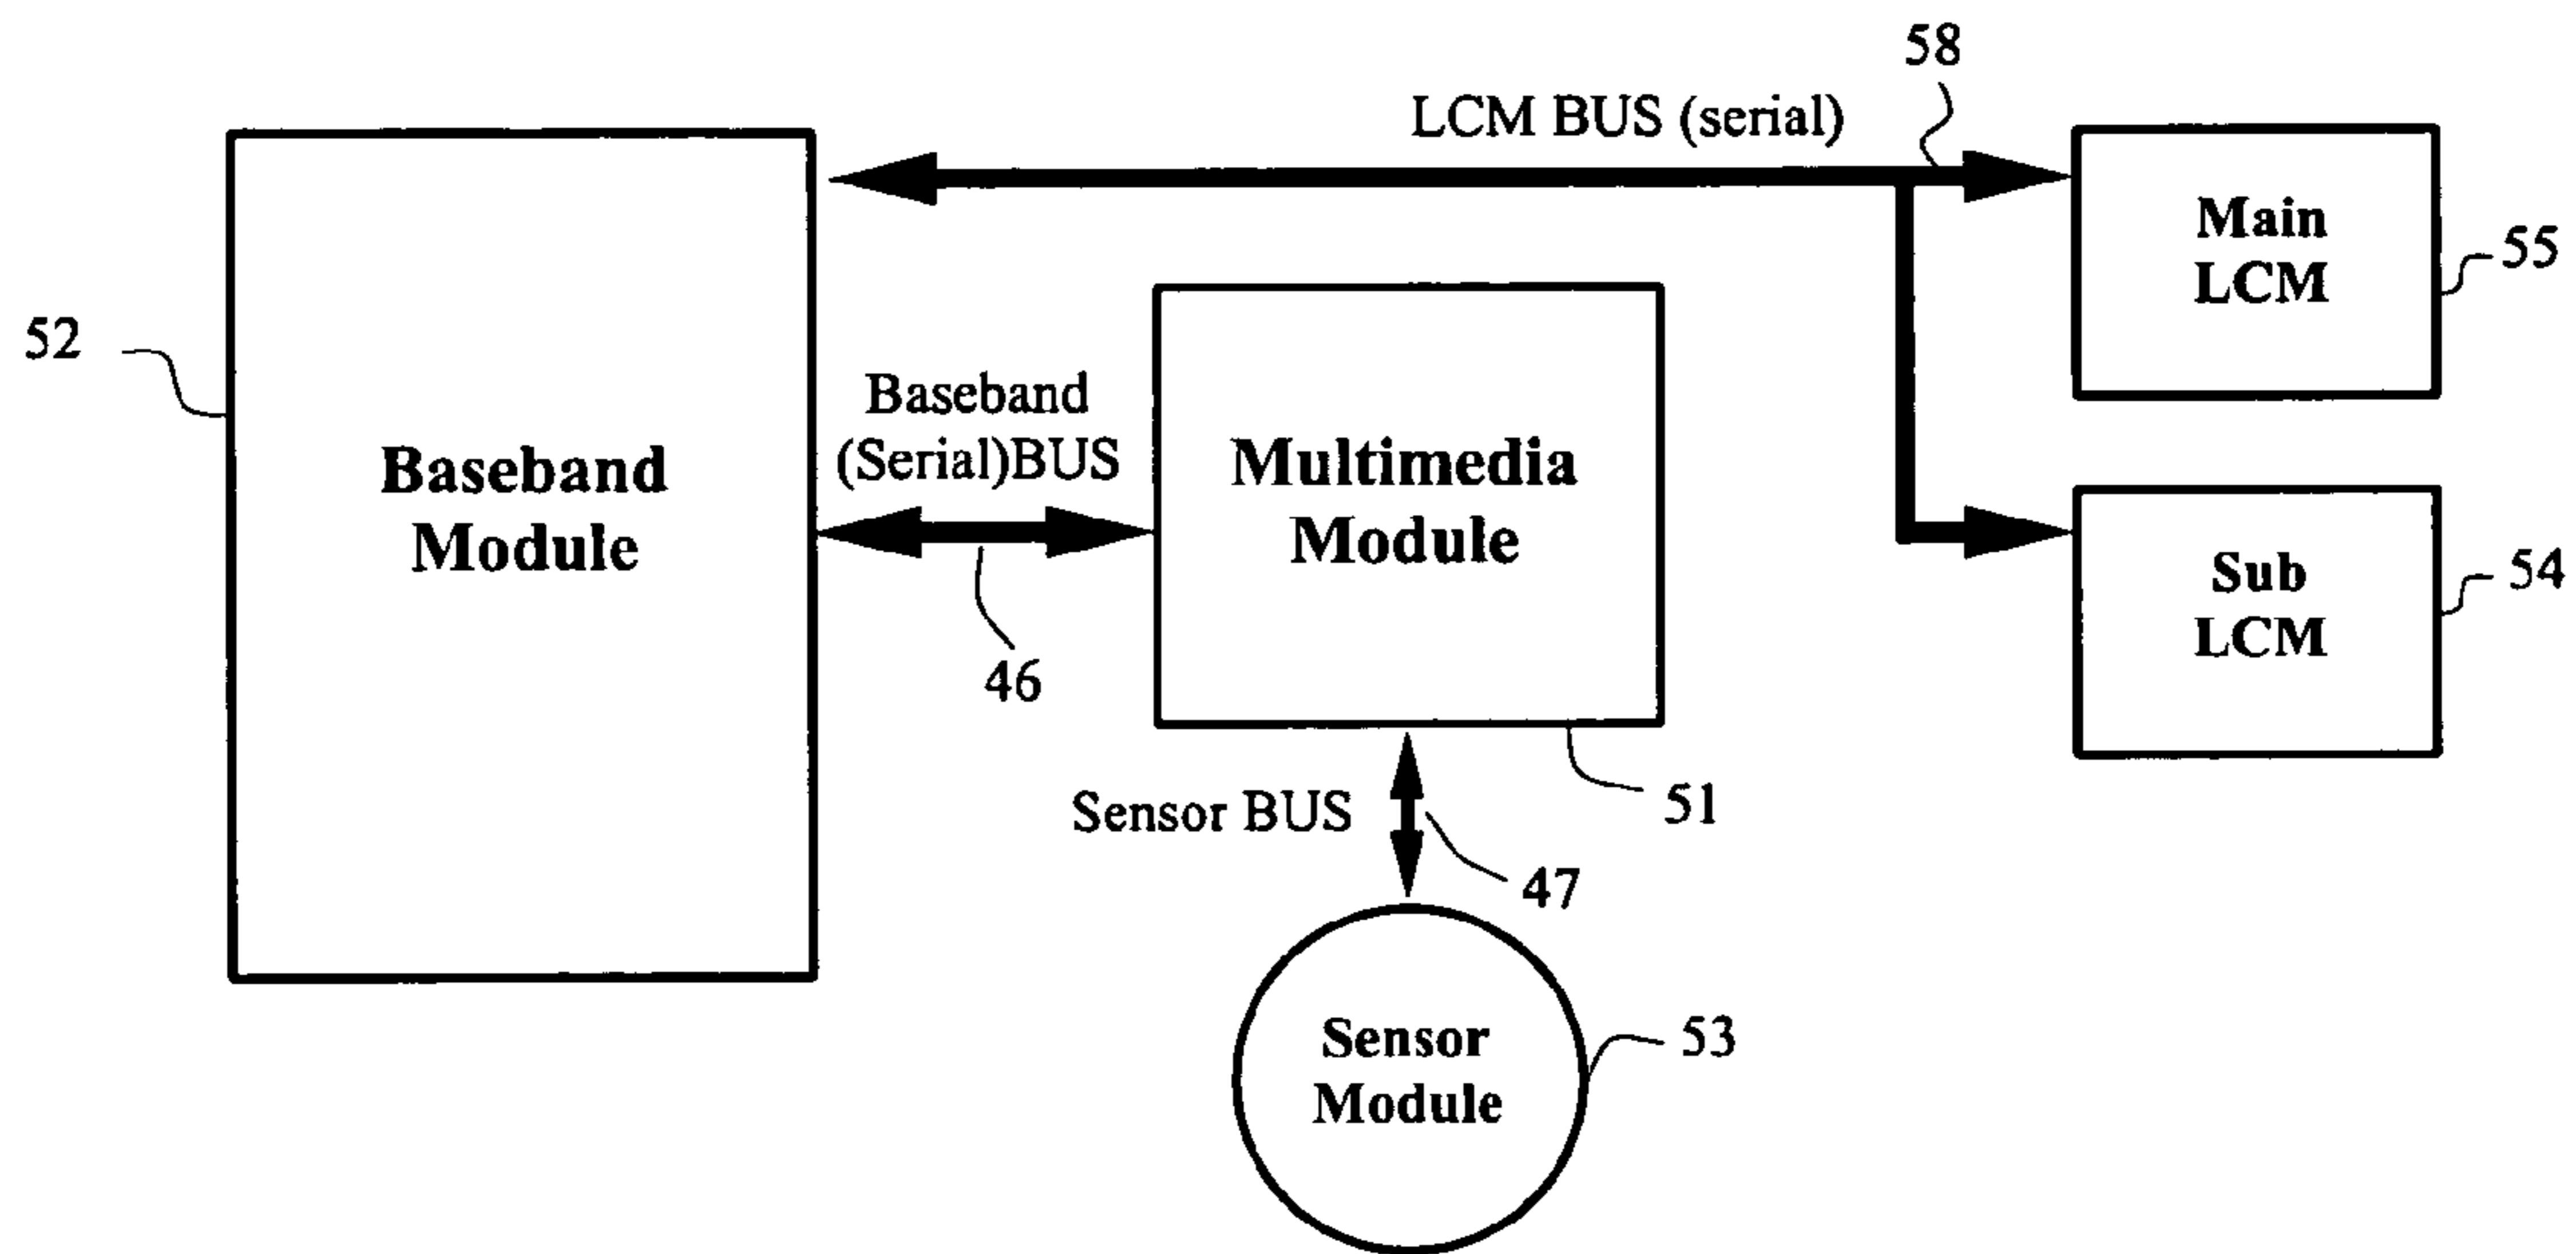 58
LCM BUS (serial)
Main
LCM
55
52
Baseband
(Serial)BUS
Baseband
Module
Multimedia
Module
46
Sub
LCM
54
Sensor BUS
51
47
Sensor
Module
53